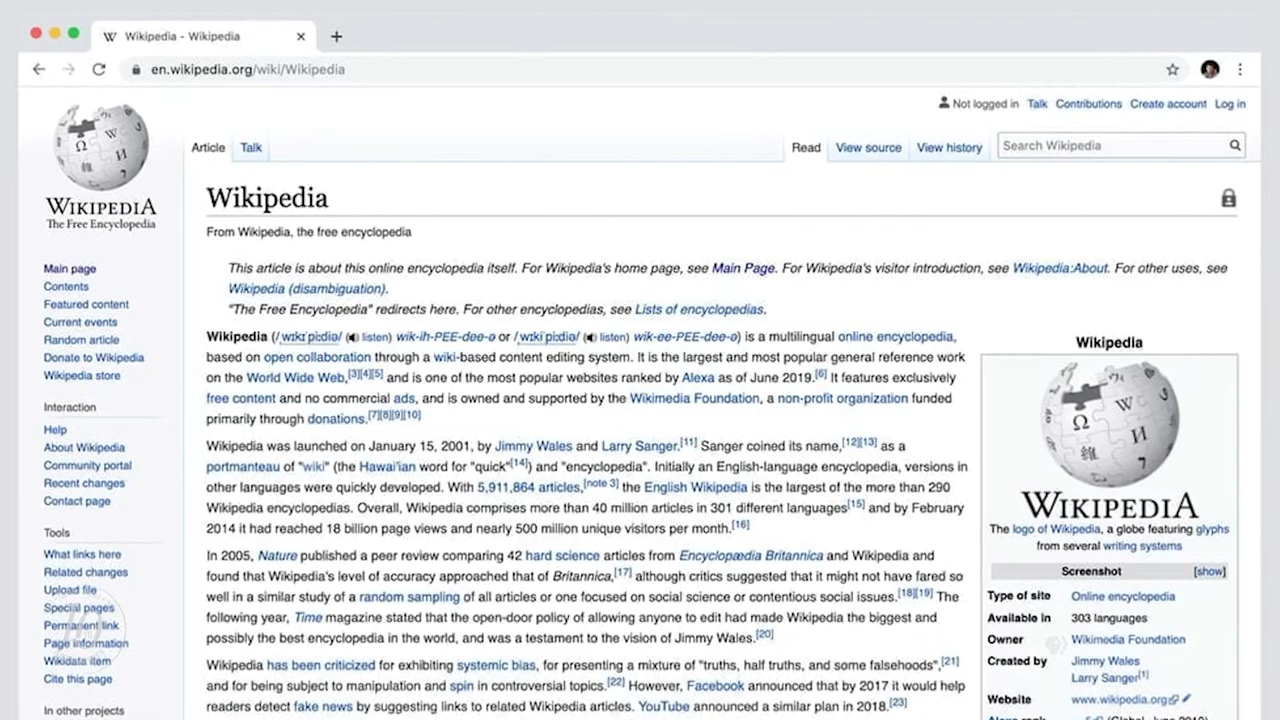 Wikipedia - Wikipedia
en.wikipedia.org/wiki/Wikipedia
Not logged in Talk Contributions Create account Log in
Article Talk Read View source View history Search Wikipedia
WIKIPEDIA
The Free Encyclopedia
Main page
Contents
Featured content
Current events
Random article
Donate to Wikipedia
Wikipedia store
Interaction
Help
About Wikipedia
Community portal
Recent changes
Contact page
Tools
What links here
Related changes
Upload file
Special pages
Permanent link
Page information
Wikidata item
Cite this page
In other projects
Wikipedia
From Wikipedia, the free encyclopedia
This article is about this online encyclopedia itself. For Wikipedia's home page, see Main Page. For Wikipedia's visitor introduction, see Wikipedia:About. For other uses, see
Wikipedia (disambiguation).
"The Free Encyclopedia" redirects here. For other encyclopedias, see Lists of encyclopedias.
Wikipedia (/ˌwɪkɪˈpiːdiə/ (listen) wik-ih-PEE-dee-ə or /ˌwɪkiˈpiːdiə/ (listen) wik-ee-PEE-dee-ə) is a multilingual online encyclopedia,
based on open collaboration through a wiki-based content editing system. It is the largest and most popular general reference work
on the World Wide Web,[3][4][5] and is one of the most popular websites ranked by Alexa as of June 2019.[6] It features exclusively
free content and no commercial ads, and is owned and supported by the Wikimedia Foundation, a non-profit organization funded
primarily through donations.[7][8][9][10]
Wikipedia was launched on January 15, 2001, by Jimmy Wales and Larry Sanger.[11] Sanger coined its name,[12][13] as a
portmanteau of "wiki" (the Hawai'ian word for "quick"[14]) and "encyclopedia". Initially an English-language encyclopedia, versions in
other languages were quickly developed. With 5,911,864 articles,[note 3] the English Wikipedia is the largest of the more than 290
Wikipedia encyclopedias. Overall, Wikipedia comprises more than 40 million articles in 301 different languages[15] and by February
2014 it had reached 18 billion page views and nearly 500 million unique visitors per month.[16]
In 2005, Nature published a peer review comparing 42 hard science articles from Encyclopædia Britannica and Wikipedia and
found that Wikipedia's level of accuracy approached that of Britannica,[17] although critics suggested that it might not have fared so
well in a similar study of a random sampling of all articles or one focused on social science or contentious social issues.[18][19] The
following year, Time magazine stated that the open-door policy of allowing anyone to edit had made Wikipedia the biggest and
possibly the best encyclopedia in the world, and was a testament to the vision of Jimmy Wales.[20]
Wikipedia has been criticized for exhibiting systemic bias, for presenting a mixture of "truths, half truths, and some falsehoods",[21]
and for being subject to manipulation and spin in controversial topics.[22] However, Facebook announced that by 2017 it would help
readers detect fake news by suggesting links to related Wikipedia articles. YouTube announced a similar plan in 2018.[23]
Wikipedia
WIKIPEDIA
The logo of Wikipedia, a globe featuring glyphs
from several writing systems
Screenshot [show]
Type of site Online encyclopedia
Available in 303 languages
Owner Wikimedia Foundation
Created by Jimmy Wales
Larry Sanger[1]
Website www.wikipedia.org